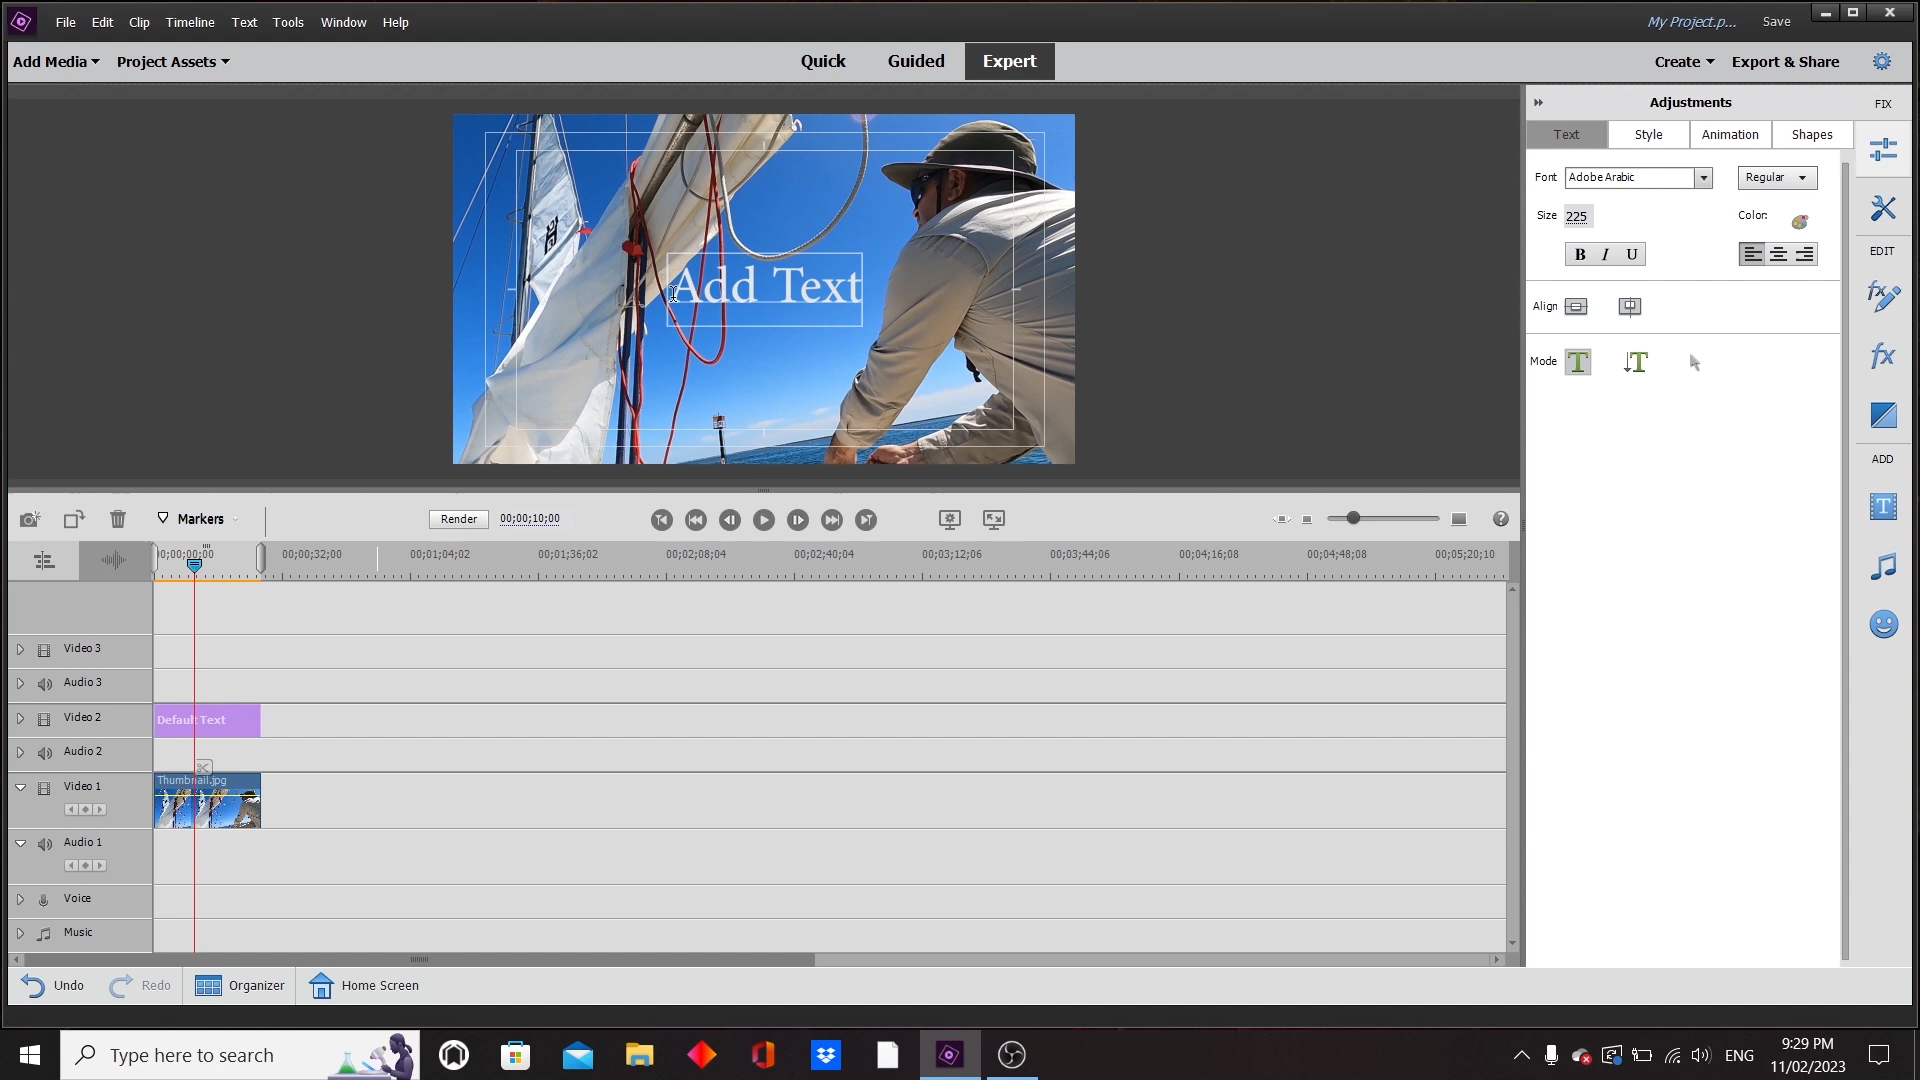 File Edit Clip Timeline Text Tools Window Help
My Project.p... Save
Add Media Project Assets
Quick Guided Expert
Create Export & Share
Adjustments
FIX
Text Style Animation Shapes
Font Adobe Arabic Regular
Size 225 Color:
B I U
EDIT
Align
Mode T T
ADD
T
Add Text
Markers
Render 00;00;10;00
00;00;00;00 00;00;32;00 00;01;04;02 00;01;36;02 00;02;08;04 00;02;40;04 00;03;12;06 00;03;44;06 00;04;16;08 00;04;48;08 00;05;20;10
Video 3
Audio 3
Video 2
Default Text
Audio 2
Video 1
Thumbnail.jpg
Audio 1
Voice
Music
Undo Redo Organizer Home Screen
Type here to search
ENG
9:29 PM
11/02/2023